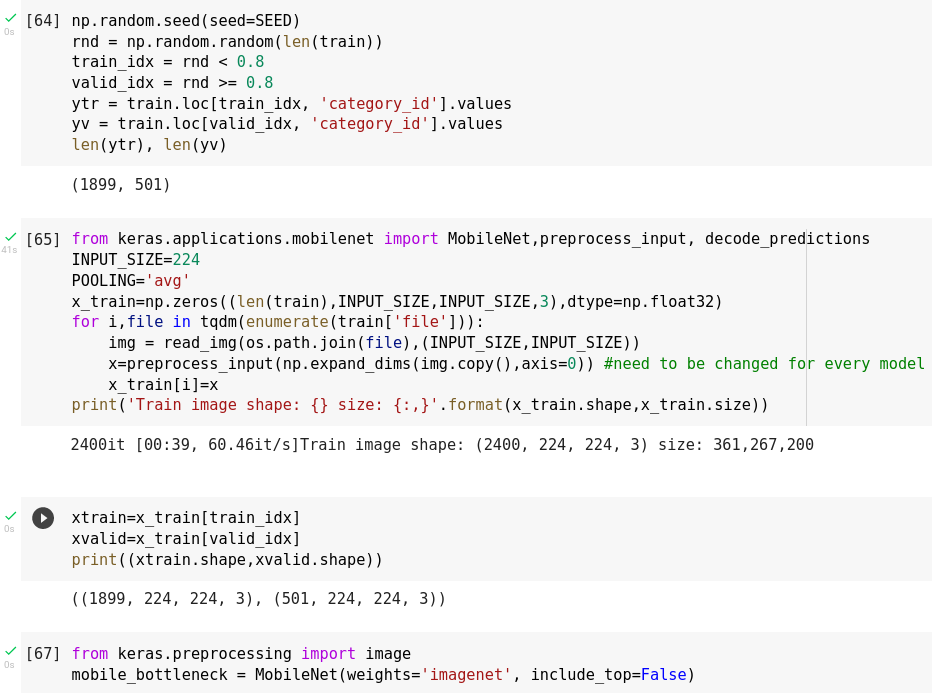 0s
[64] np.random.seed(seed=SEED)
rnd = np.random.random(len(train))
train_idx = rnd < 0.8
valid_idx = rnd >= 0.8
ytr = train.loc[train_idx, 'category_id'].values
yv = train.loc[valid_idx, 'category_id'].values
len(ytr), len(yv)
(1899, 501)
41s
[65] from keras.applications.mobilenet import MobileNet,preprocess_input, decode_predictions
INPUT_SIZE=224
POOLING='avg'
x_train=np.zeros((len(train),INPUT_SIZE,INPUT_SIZE,3),dtype=np.float32)
for i,file in tqdm(enumerate(train['file'])):
    img = read_img(os.path.join(file),(INPUT_SIZE,INPUT_SIZE))
    x=preprocess_input(np.expand_dims(img.copy(),axis=0)) #need to be changed for every model
    x_train[i]=x
print('Train image shape: {} size: {:,}'.format(x_train.shape,x_train.size))
2400it [00:39, 60.46it/s]Train image shape: (2400, 224, 224, 3) size: 361,267,200
0s
xtrain=x_train[train_idx]
xvalid=x_train[valid_idx]
print((xtrain.shape,xvalid.shape))
((1899, 224, 224, 3), (501, 224, 224, 3))
0s
[67] from keras.preprocessing import image
mobile_bottleneck = MobileNet(weights='imagenet', include_top=False)